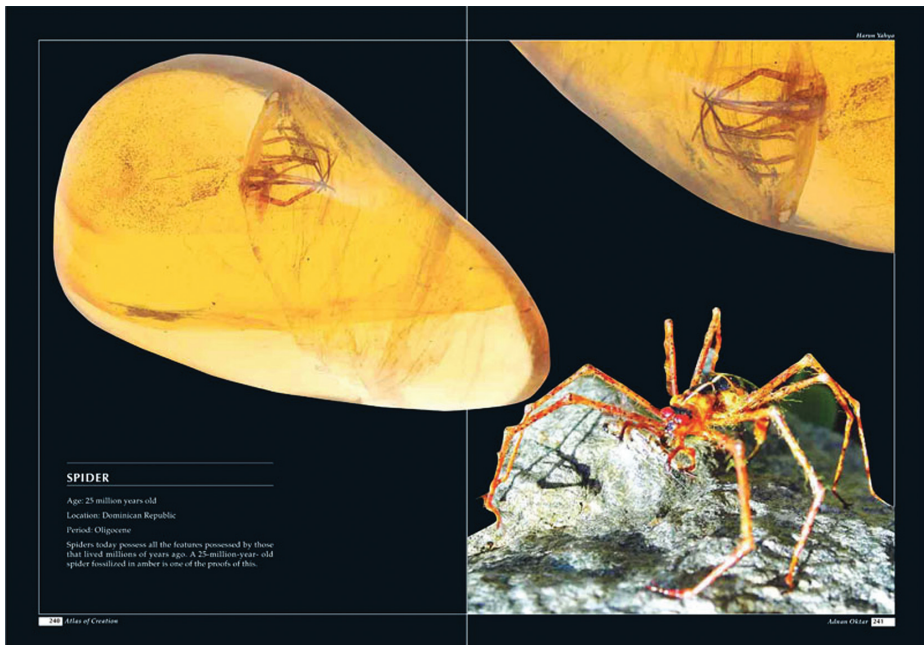 Harun Yahya
SPIDER
Age: 25 million years old
Location: Dominican Republic
Period: Oligocene
Spiders today possess all the features possessed by those
that lived millions of years ago. A 25-million-year- old
spider fossilized in amber is one of the proofs of this.
240 Atlas of Creation
Adnan Oktar 241